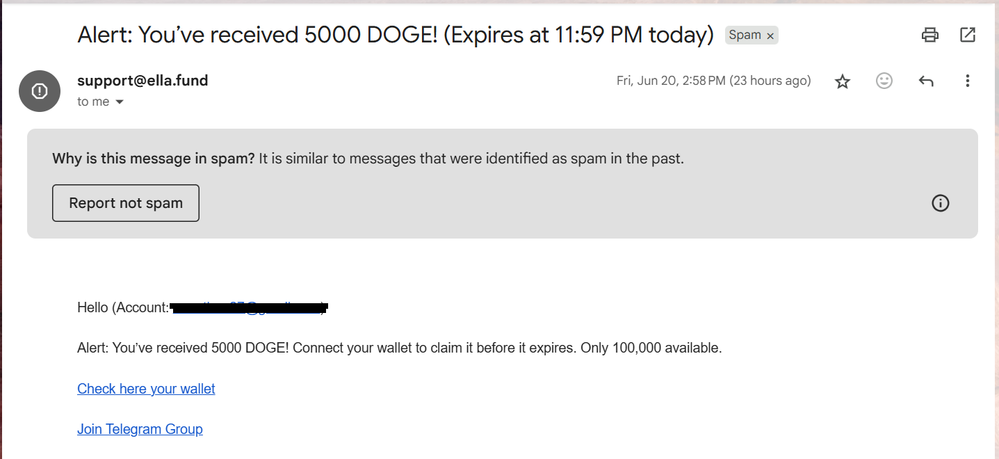 Alert: You’ve received 5000 DOGE! (Expires at 11:59 PM today) Spam ×
support@ella.fund
Fri, Jun 20, 2:58 PM (23 hours ago)
to me
Why is this message in spam? It is similar to messages that were identified as spam in the past.
Report not spam
Hello (Account:
Alert: You’ve received 5000 DOGE! Connect your wallet to claim it before it expires. Only 100,000 available.
Check here your wallet
Join Telegram Group